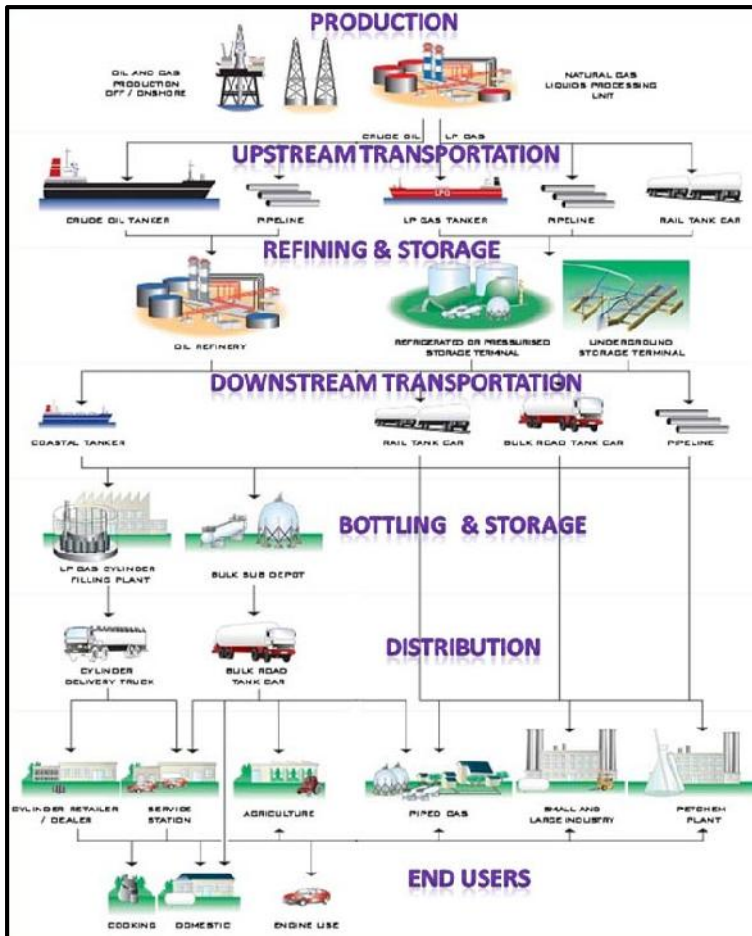 PRODUCTION
OIL AND GAS
PRODUCTION
OFF / ONSHORE
NATURAL GAS
LIQUIDS PROCESSING
UNIT
CRUDE OIL
LP GAS
UPSTREAM TRANSPORTATION
LPG
CRUDE OIL TANKER
PIPELINE
LP GAS TANKER
PIPELINE
RAIL TANK CAR
REFINING & STORAGE
OIL REFINERY
REFRIGERATED OR PRESSURISED
STORAGE TERMINAL
UNDERGROUND
STORAGE TERMINAL
DOWNSTREAM TRANSPORTATION
COASTAL TANKER
RAIL TANK CAR
BULK ROAD TANK CAR
PIPELINE
BOTTLING & STORAGE
LP GAS CYLINDER
FILLING PLANT
BULK SUB DEPOT
DISTRIBUTION
CYLINDER
DELIVERY TRUCK
BULK ROAD
TANK CAR
CYLINDER RETAILER
/ DEALER
SERVICE
STATION
AGRICULTURE
PIPED GAS
SMALL AND
LARGE INDUSTRY
PETCHEM
PLANT
END USERS
COOKING
DOMESTIC
ENGINE USE